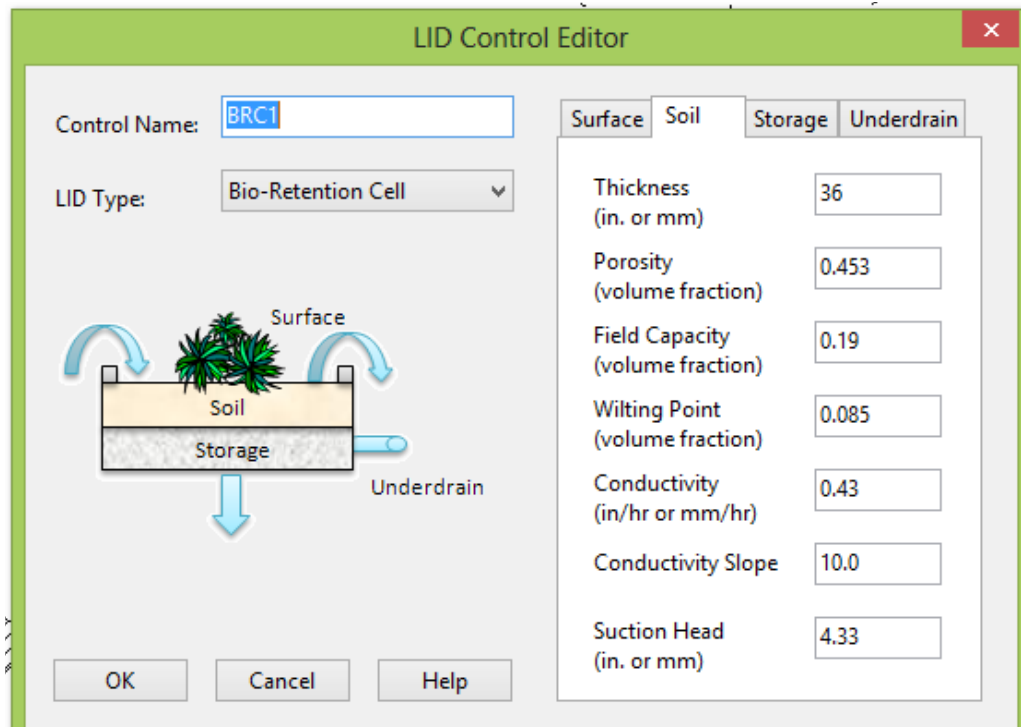 LID Control Editor
Control Name:
BRC1
LID Type:
Bio-Retention Cell
Surface
Soil
Storage
Underdrain
OK
Cancel
Help
Surface
Soil
Storage
Underdrain
Thickness
(in. or mm)
36
Porosity
(volume fraction)
0.453
Field Capacity
(volume fraction)
0.19
Wilting Point
(volume fraction)
0.085
Conductivity
(in/hr or mm/hr)
0.43
Conductivity Slope
10.0
Suction Head
(in. or mm)
4.33